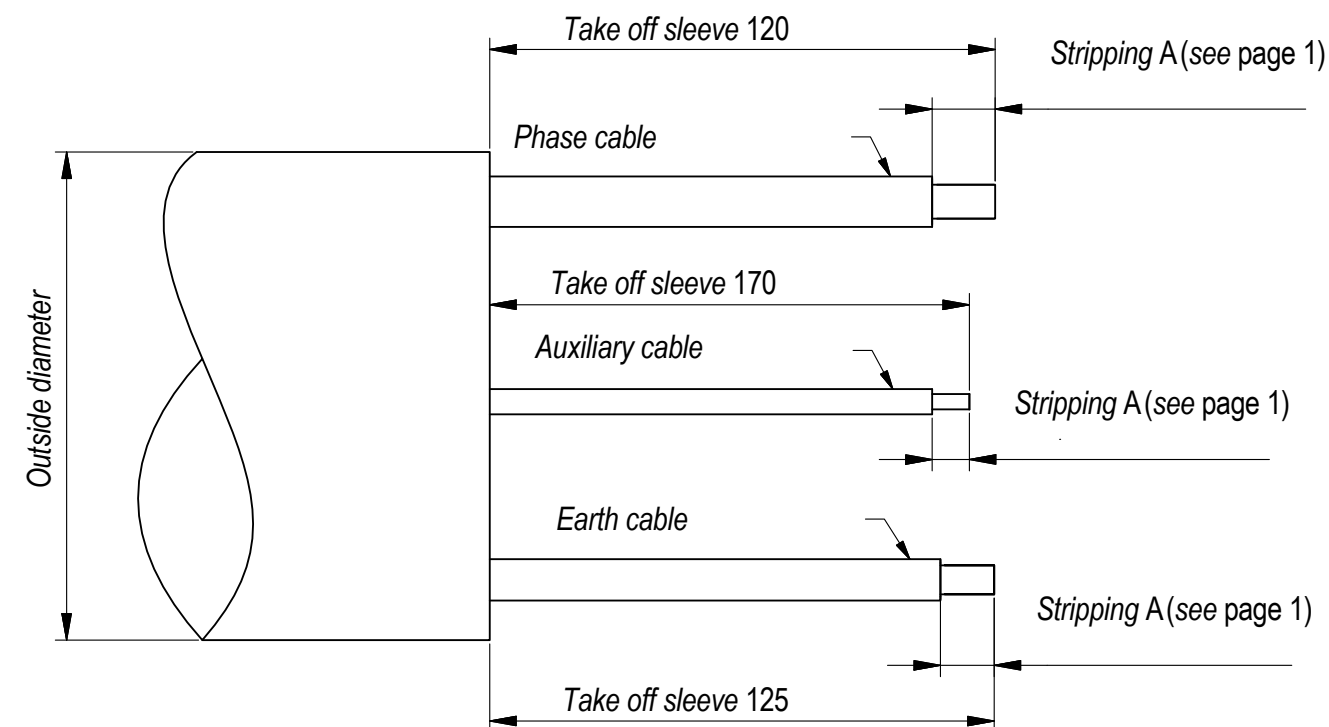 Take off sleeve 120
Stripping A (see page 1)
Phase cable
Take off sleeve 170
Auxiliary cable
Stripping A (see page 1)
Outside diameter
Earth cable
Stripping A (see page 1)
Take off sleeve 125